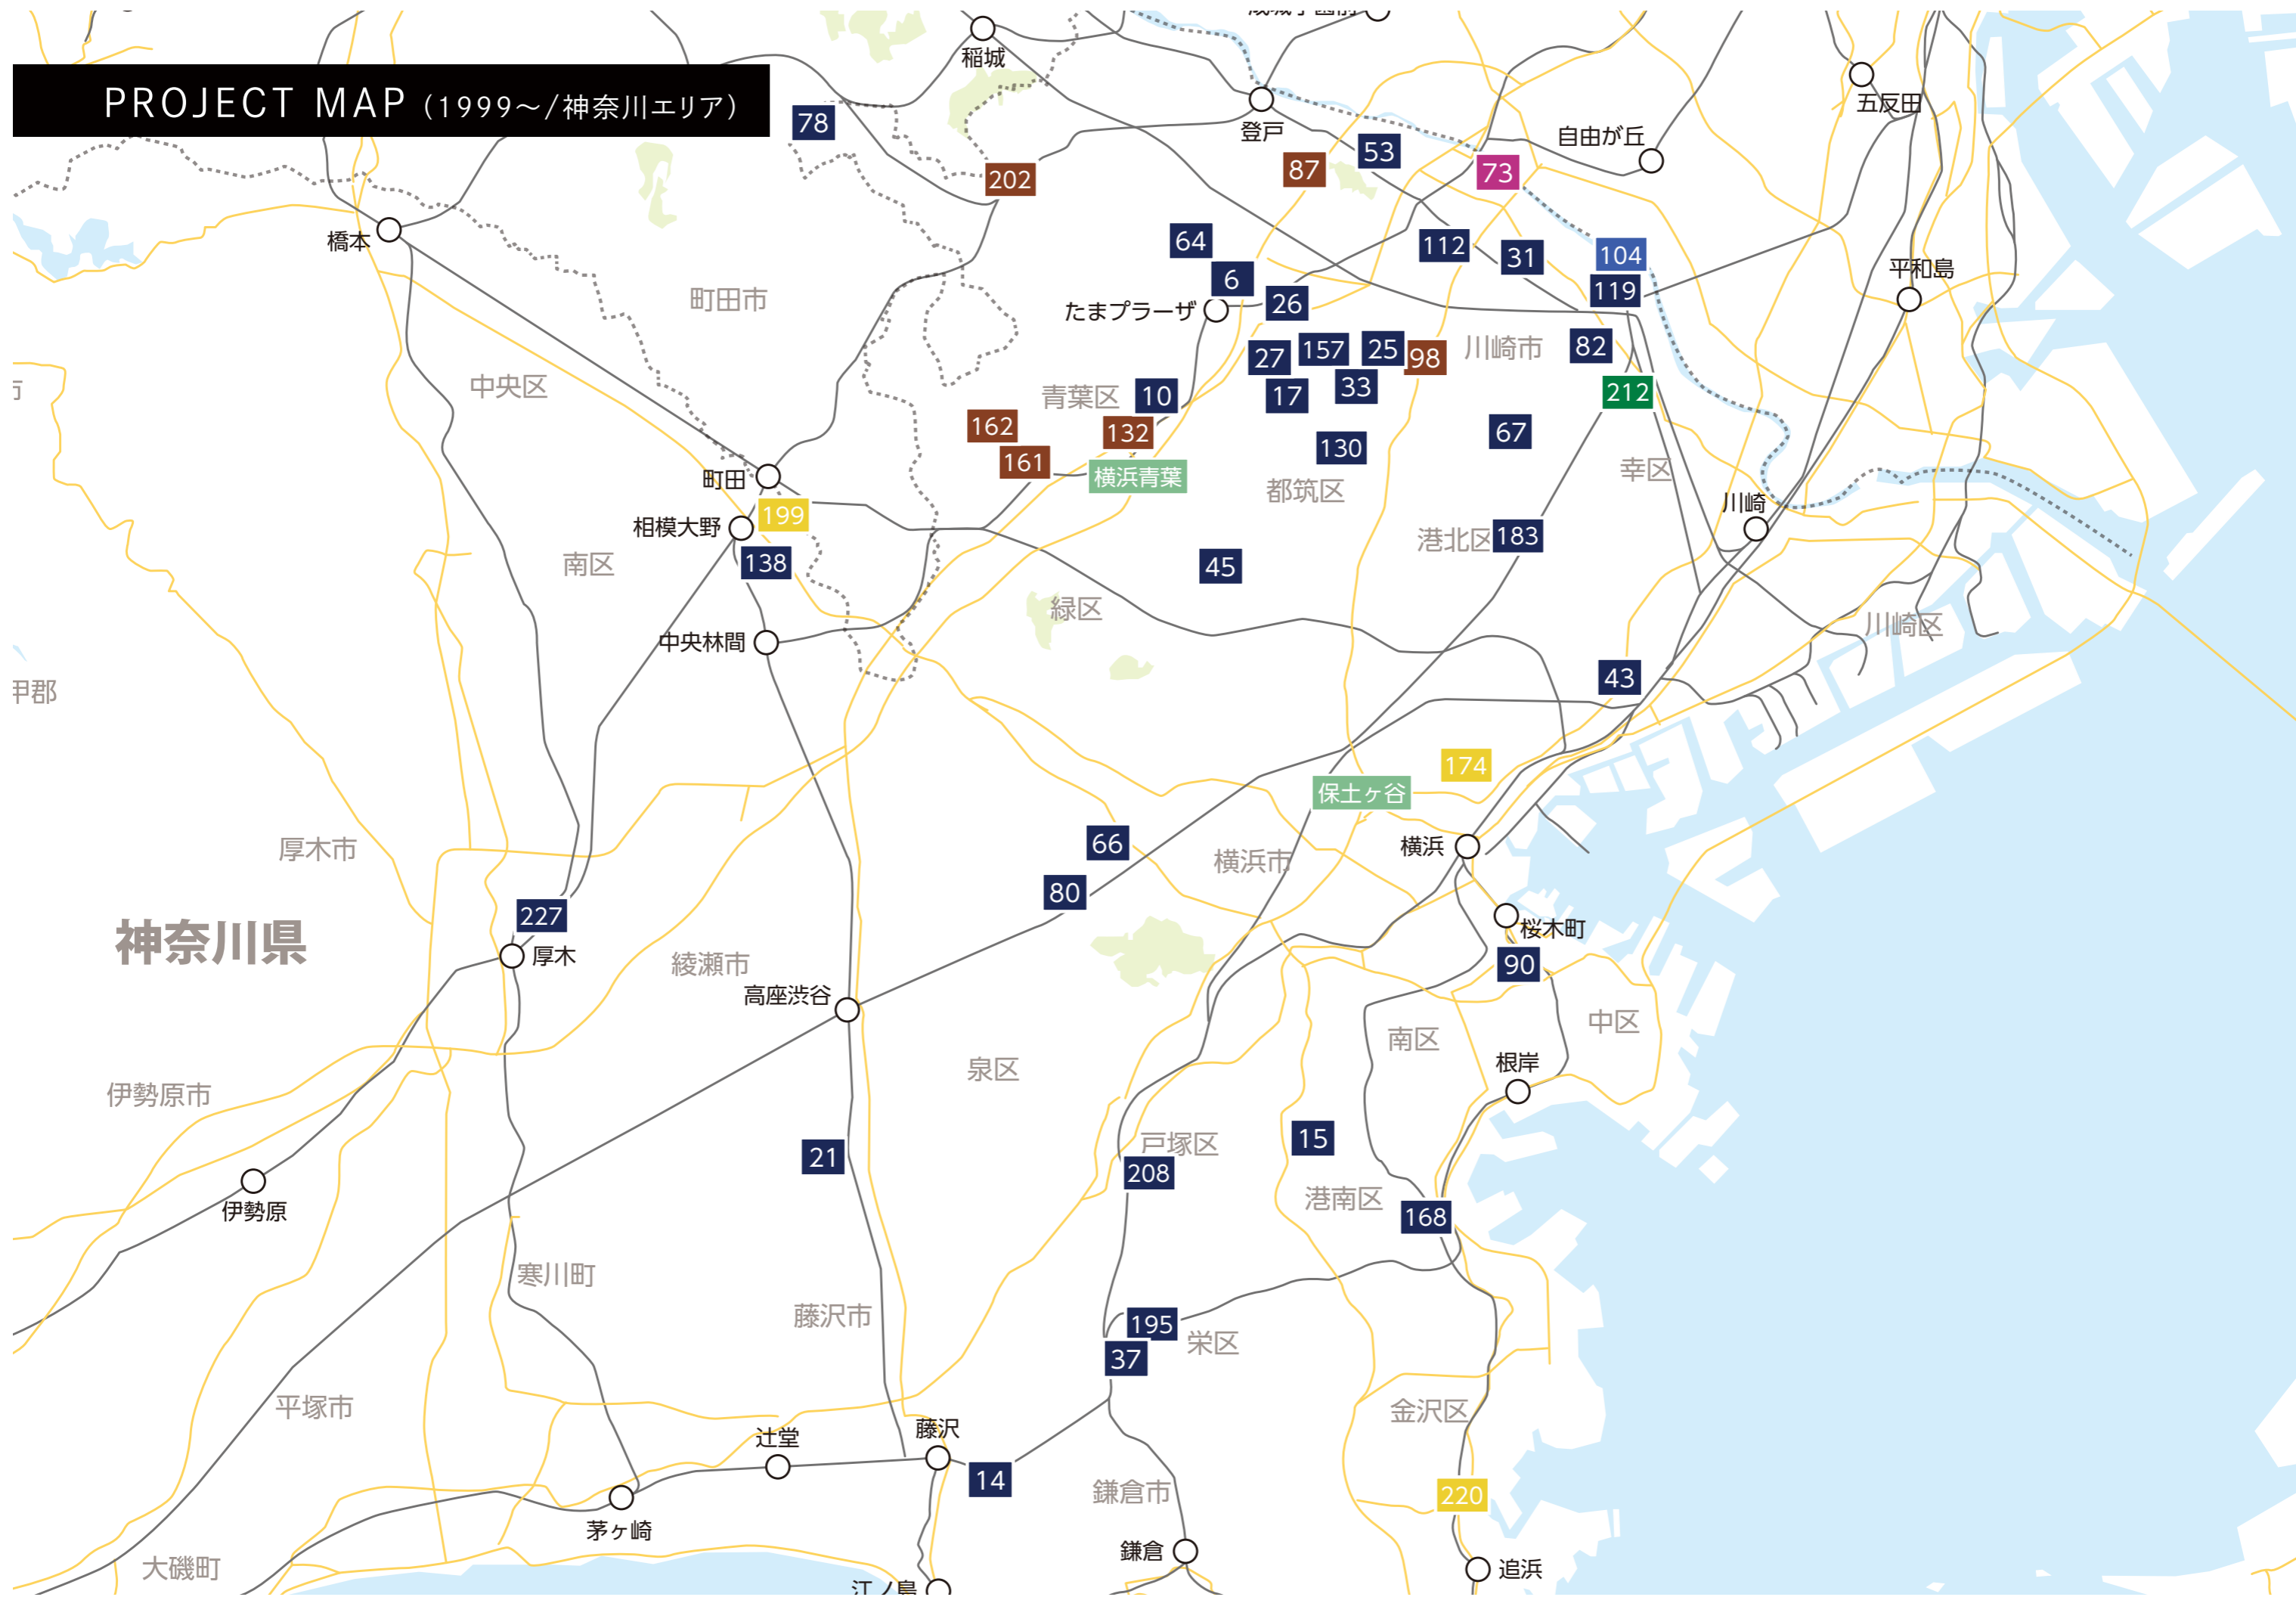 稲城
PROJECT MAP (1999〜/神奈川エリア)
五反田
78
登戸
自由が丘
53
87
73
202
橋本
64
112
31
104
平和島
6
119
町田市
たまプラーザ
26
27
157
25
98
川崎市
82
中央区
青葉区
10
17
33
212
162
132
161
130
67
横浜青葉
幸区
町田
都筑区
199
川崎
相模大野
港北区
183
138
南区
45
緑区
川崎区
中央林間
43
甲郡
174
保土ヶ谷
厚木市
66
横浜市
横浜
80
227
桜木町
神奈川県
厚木
綾瀬市
90
高座渋谷
南区
中区
泉区
根岸
伊勢原市
戸塚区
15
21
208
港南区
伊勢原
168
寒川町
藤沢市
195
栄区
37
平塚市
金沢区
辻堂
藤沢
14
鎌倉市
220
茅ヶ崎
鎌倉
大磯町
追浜
江ノ島